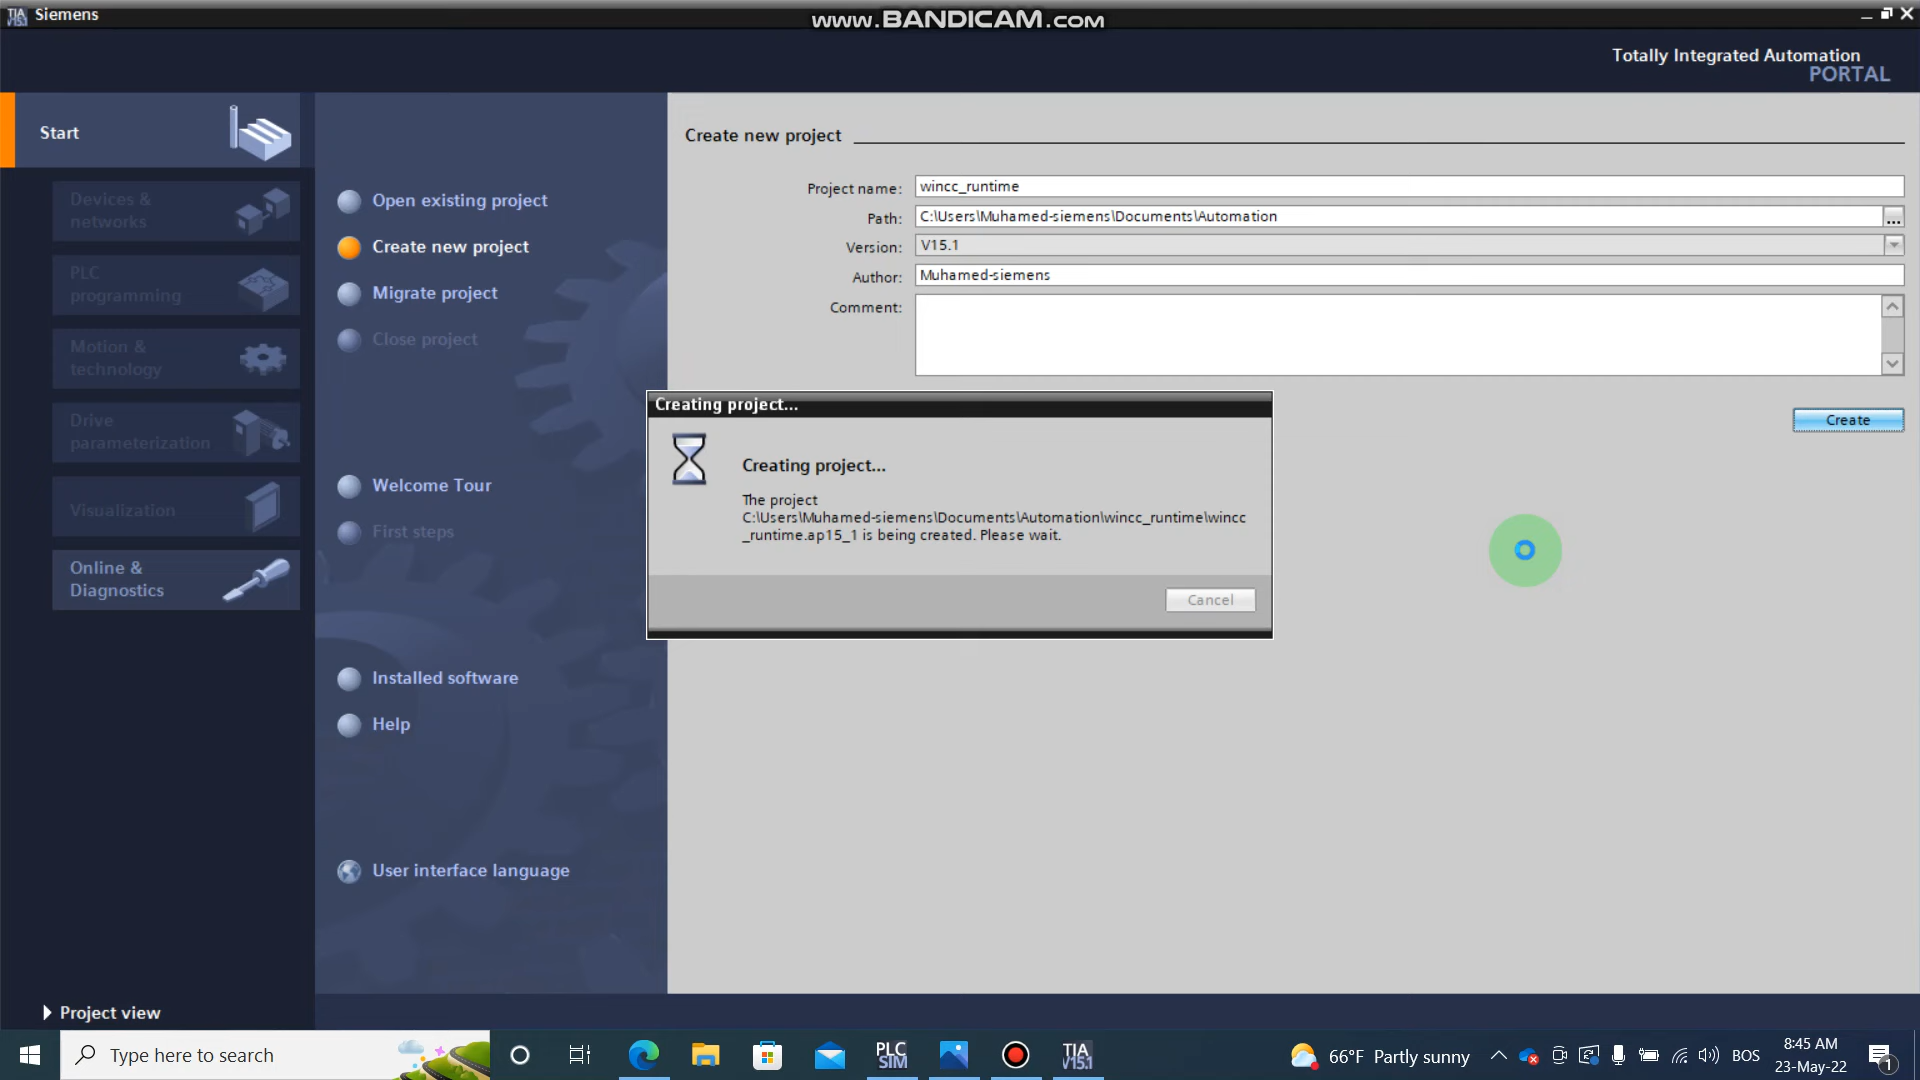 Siemens
www.BANDICAM.com
Totally Integrated Automation
PORTAL
Start
Devices &
networks
PLC
programming
Motion &
technology
Drive
parameterization
Visualization
Online &
Diagnostics
Project view
Open existing project
Create new project
Migrate project
Close project
Welcome Tour
First steps
Installed software
Help
User interface language
Create new project
Project name: wincc_runtime
Path: C:\Users\Muhamed-siemens\Documents\Automation
...
Version: V15.1
Author: Muhamed-siemens
Comment:
Create
Creating project...
Creating project...
The project
C:\Users\Muhamed-siemens\Documents\Automation\wincc_runtime\wincc
_runtime.ap15_1 is being created. Please wait.
Cancel
Type here to search
PLC
SIM
TIA
V15.1
66°F Partly sunny
BOS
8:45 AM
23-May-22
1